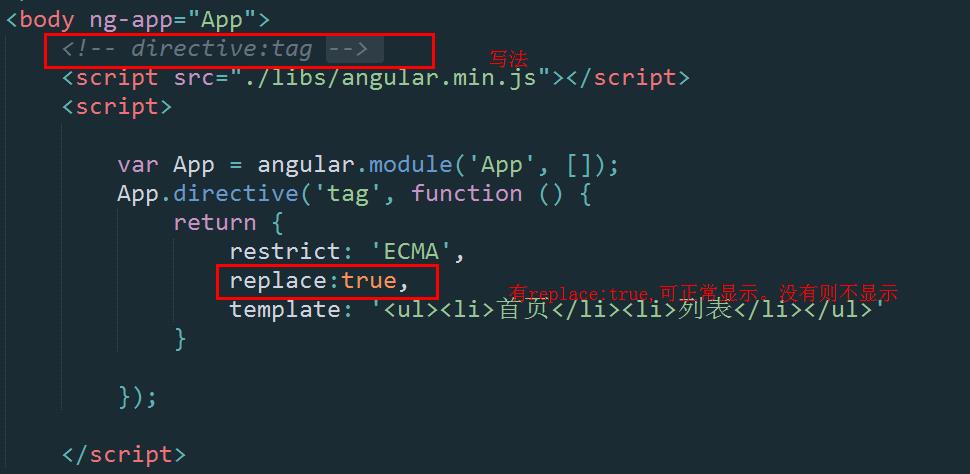 <body ng-app="App">
<!-- directive:tag -->
写法
<script src="./libs/angular.min.js"></script>
<script>
var App = angular.module('App', []);
App.directive('tag', function () {
return {
restrict: 'ECMA',
replace:true,
有replace:true,可正常显示。没有则不显示
template: '<ul><li>首页</li><li>列表</li></ul>'
}
});
</script>